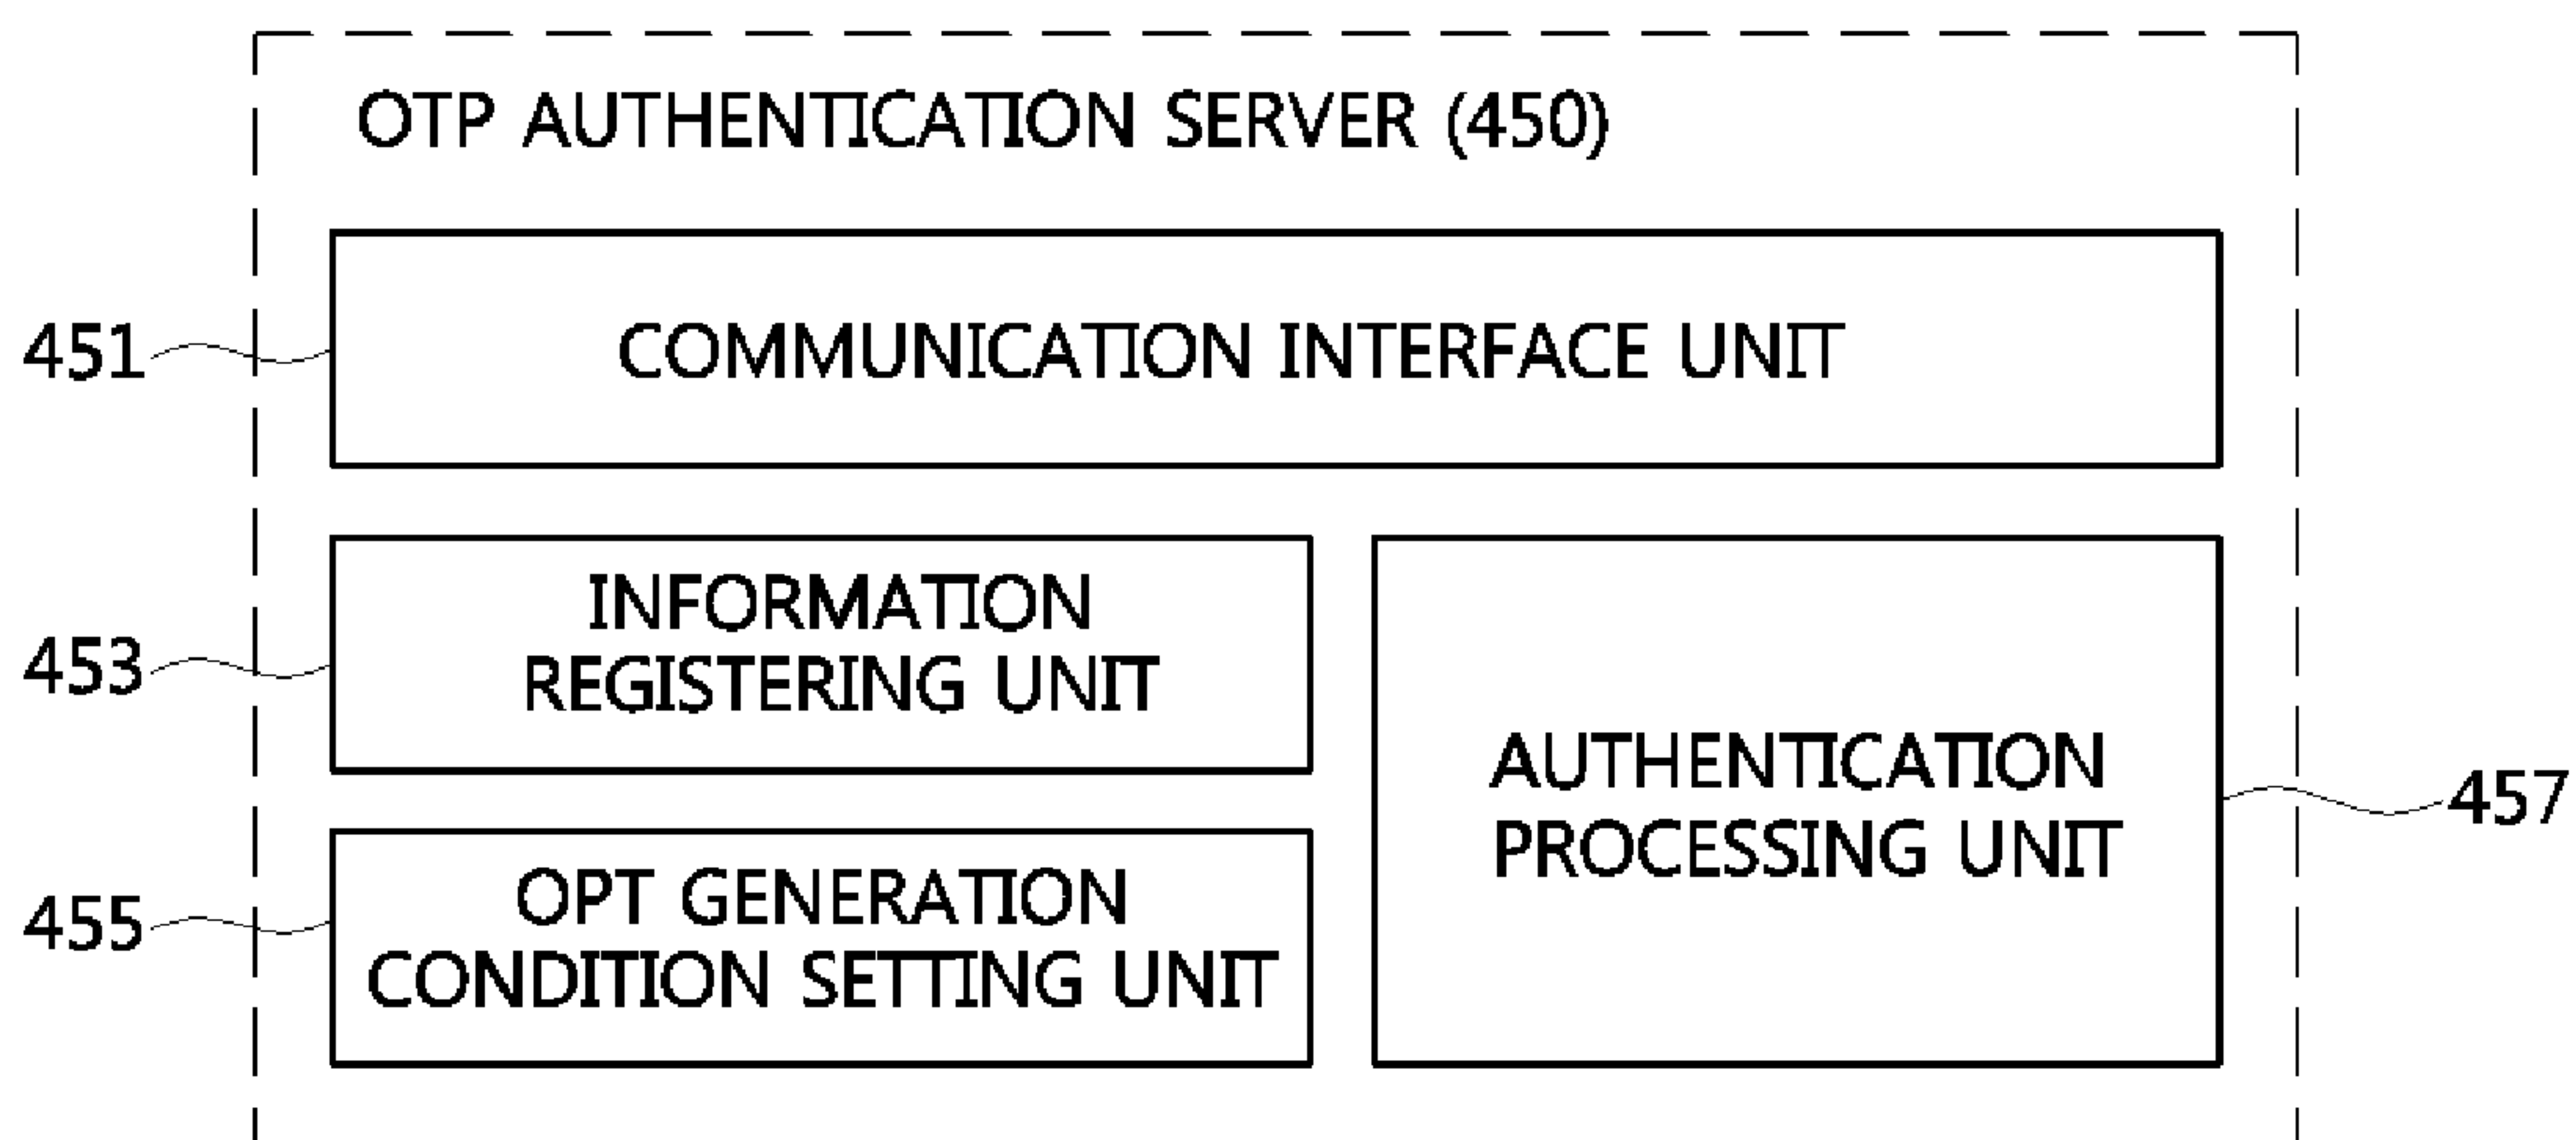 OTP AUTHENTICATION SERVER (450)
451
COMMUNICATION INTERFACE UNIT
453
INFORMATION
REGISTERING UNIT
455
OPT GENERATION
CONDITION SETTING UNIT
AUTHENTICATION
PROCESSING UNIT
457